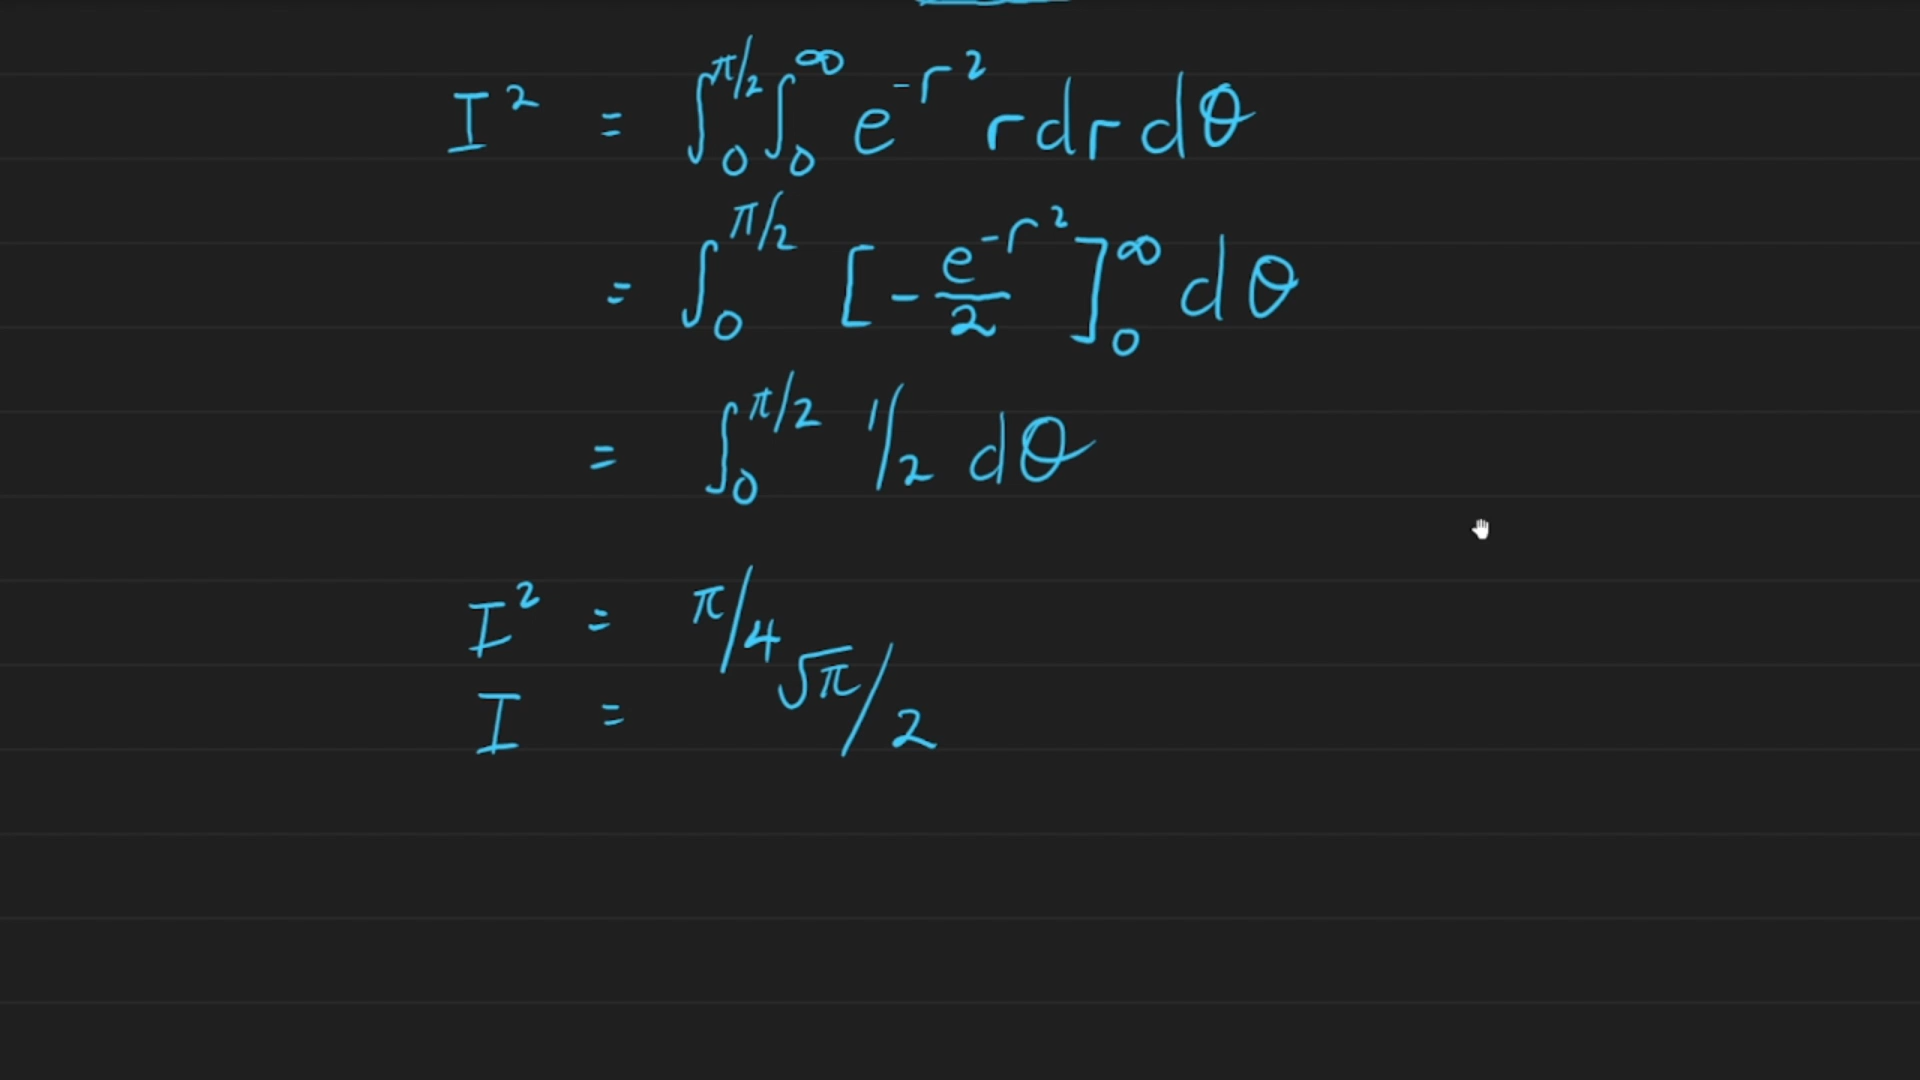 I² = ∫₀^π/2 ∫₀^∞ e^-r² r dr dθ
= ∫₀^π/2 [-e^-r²/2]₀^∞ dθ
= ∫₀^π/2 1/2 dθ
I² = π/4
I = √π/2